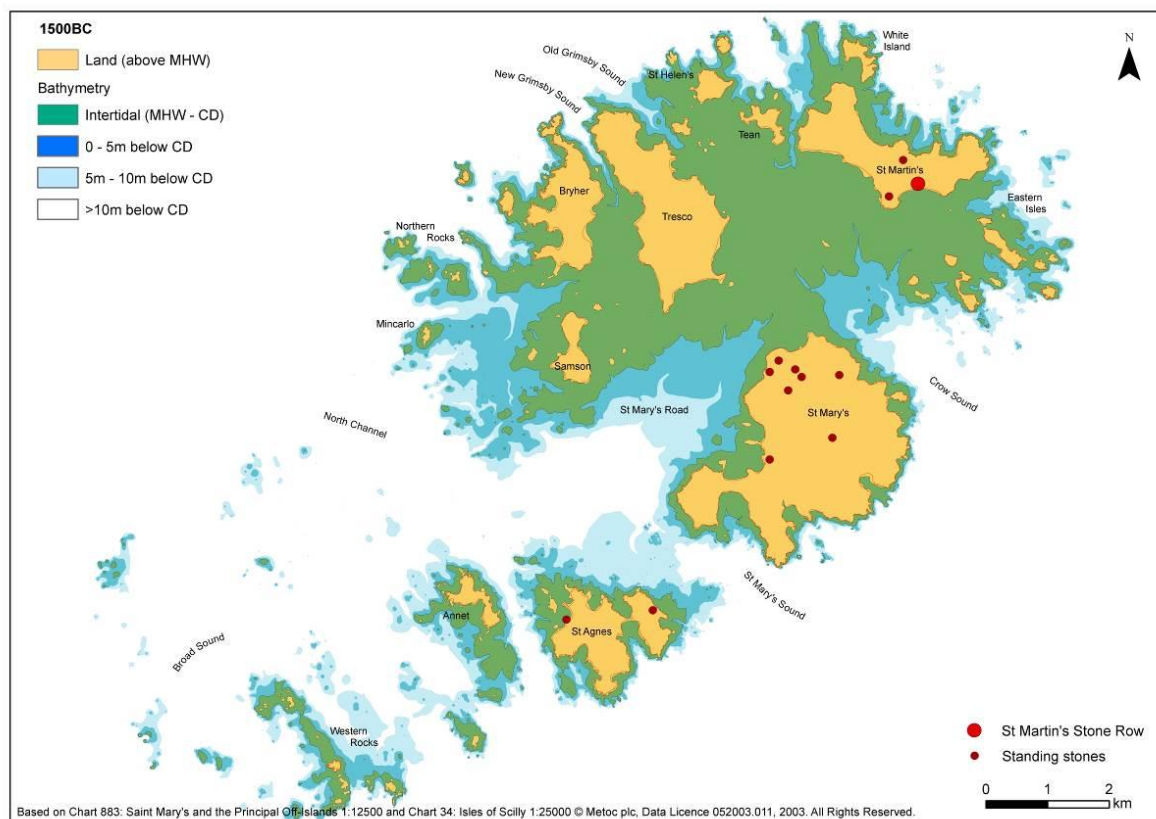 1500BC
Land (above MHW)
Bathymetry
Intertidal (MHW - CD)
0 - 5m below CD
5m - 10m below CD
>10m below CD
N
White
Island
Old Grimsby Sound
New Grimsby Sound
St Helen's
Tean
St Martin's
Eastern
Isles
Bryher
Tresco
Northern
Rocks
Mincarlo
Samson
St Mary's Road
North Channel
Crow Sound
St Mary's
St Mary's Sound
Annet
St Agnes
Broad Sound
Western
Rocks
St Martin's Stone Row
Standing stones
0 1 2
km
Based on Chart 883: Saint Mary's and the Principal Off-Islands 1:12500 and Chart 34: Isles of Scilly 1:25000 © Metoc plc, Data Licence 052003.011, 2003. All Rights Reserved.